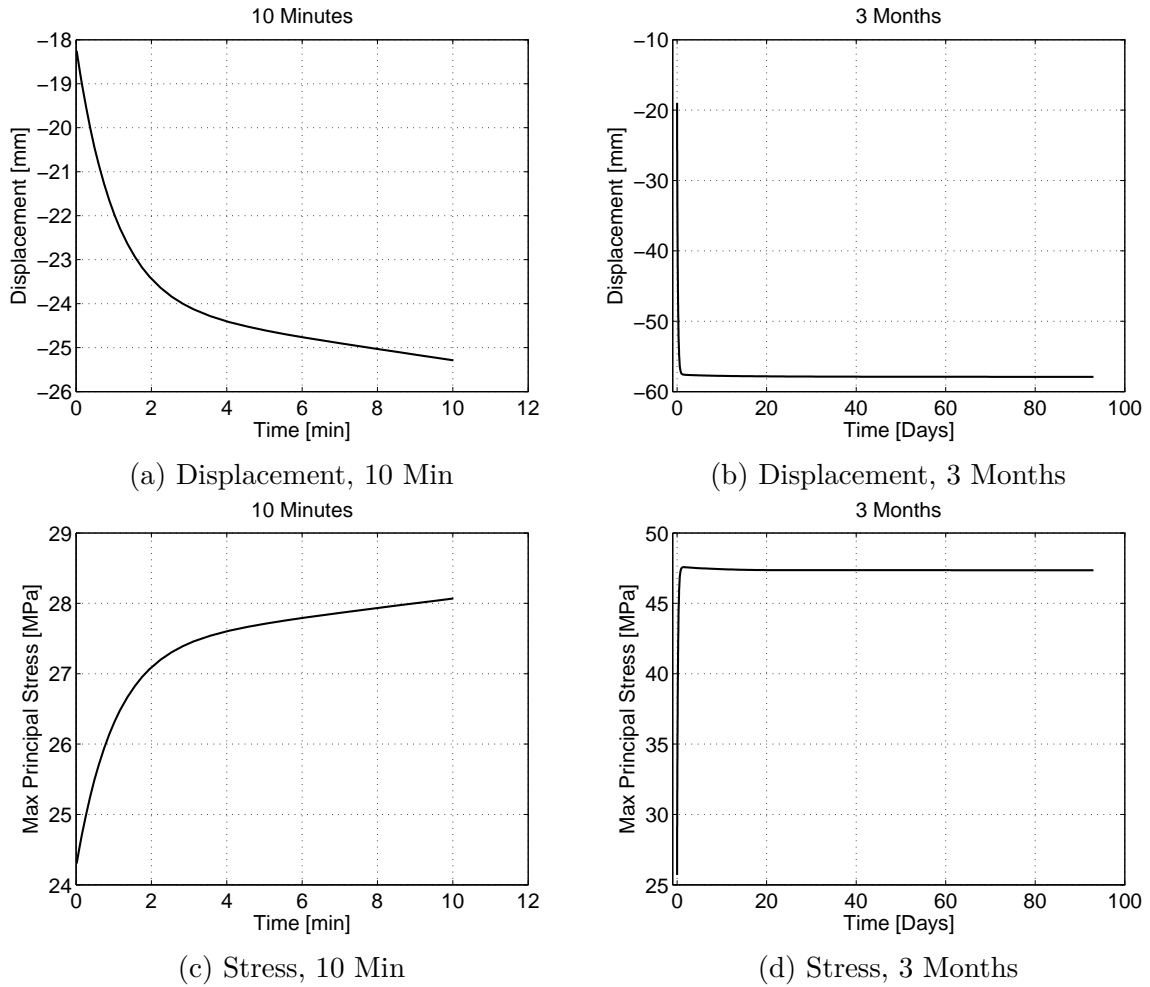 10 Minutes
−18
−19
−20
−21
−22
−23
−24
−25
−26
0 2 4 6 8 10 12
Displacement [mm]
Time [min]
(a) Displacement, 10 Min
3 Months
−10
−20
−30
−40
−50
−60
0 20 40 60 80 100
Displacement [mm]
Time [Days]
(b) Displacement, 3 Months
10 Minutes
29
28
27
26
25
24
0 2 4 6 8 10 12
Max Principal Stress [MPa]
Time [min]
(c) Stress, 10 Min
3 Months
50
45
40
35
30
25
0 20 40 60 80 100
Max Principal Stress [MPa]
Time [Days]
(d) Stress, 3 Months